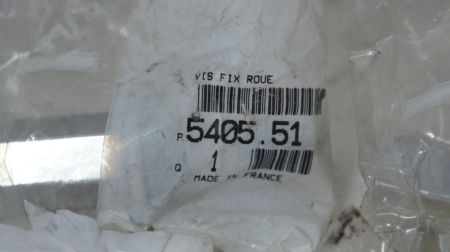 VIS FIX ROUE
P 5405.51
Q 1
MADE IN FRANCE